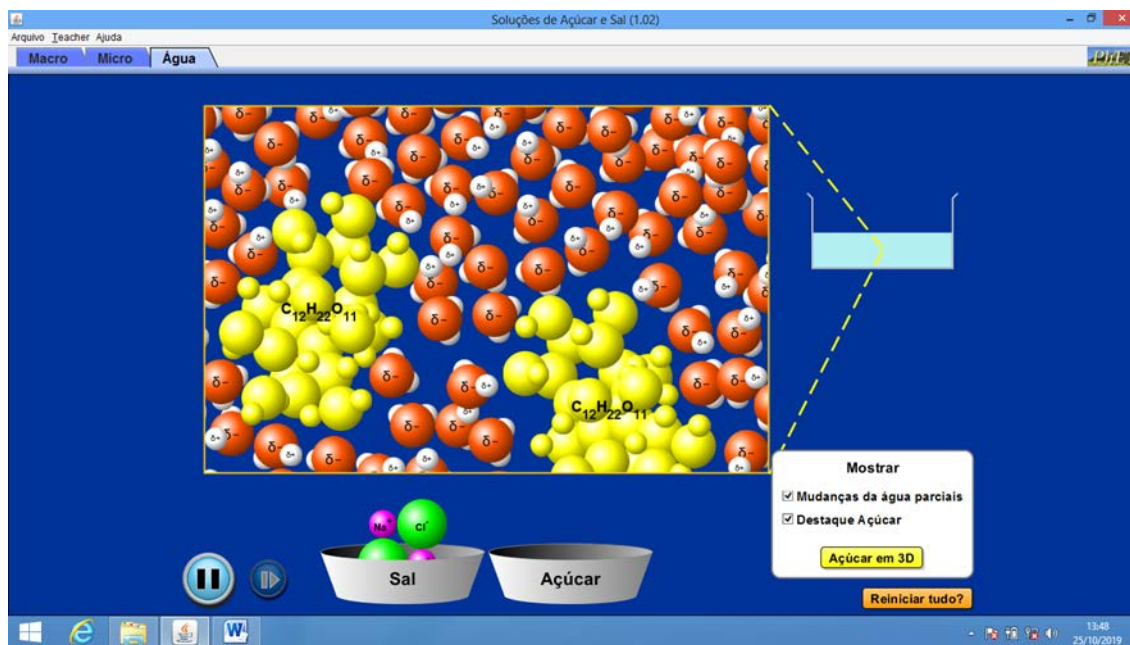 Soluções de Açúcar e Sal (1.02)
Arquivo Teacher Ajuda
Macro Micro Água
PhET
C12H22O11
C12H22O11
Mostrar
Mudanças da água parciais
Destaque Açúcar
Açúcar em 3D
Na+ Cl-
Sal
Açúcar
Reiniciar tudo?
13:48
25/10/2019